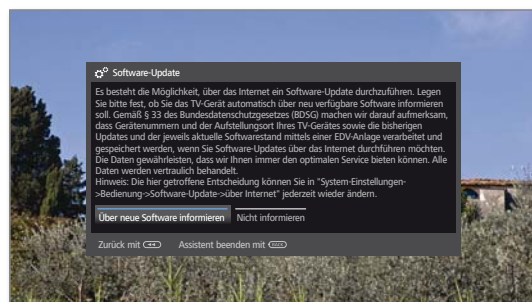 Software-Update
Es besteht die Möglichkeit, über das Internet ein Software-Update durchzuführen. Legen
Sie bitte fest, ob Sie das TV-Gerät automatisch über neu verfügbare Software informieren
soll. Gemäß § 33 des Bundesdatenschutzgesetzes (BDSG) machen wir darauf aufmerksam,
dass Gerätenummern und der Aufstellungsort Ihres TV-Gerätes sowie die bisherigen
Updates und der jeweils aktuelle Softwarestand mittels einer EDV-Anlage verarbeitet und
gespeichert werden, wenn Sie Software-Updates über das Internet durchführen möchten.
Die Daten gewährleisten, dass wir Ihnen immer den optimalen Service bieten können. Alle
Daten werden vertraulich behandelt.
Hinweis: Die hier getroffene Entscheidung können Sie in "System-Einstellungen-
>Bedienung->Software-Update->über Internet" jederzeit wieder ändern.
Über neue Software informieren Nicht informieren
Zurück mit Assistent beenden mit